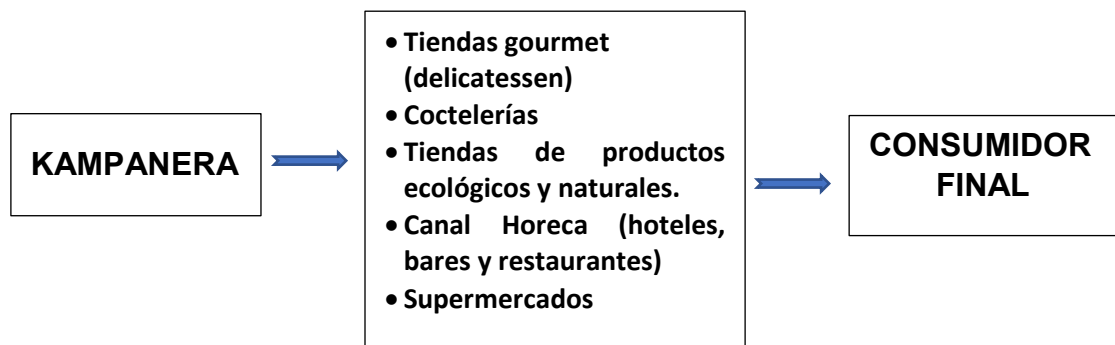 KAMPANERA
• Tiendas gourmet
(delicatessen)
• Coctelerías
• Tiendas de productos
ecológicos y naturales.
• Canal Horeca (hoteles,
bares y restaurantes)
• Supermercados
CONSUMIDOR
FINAL